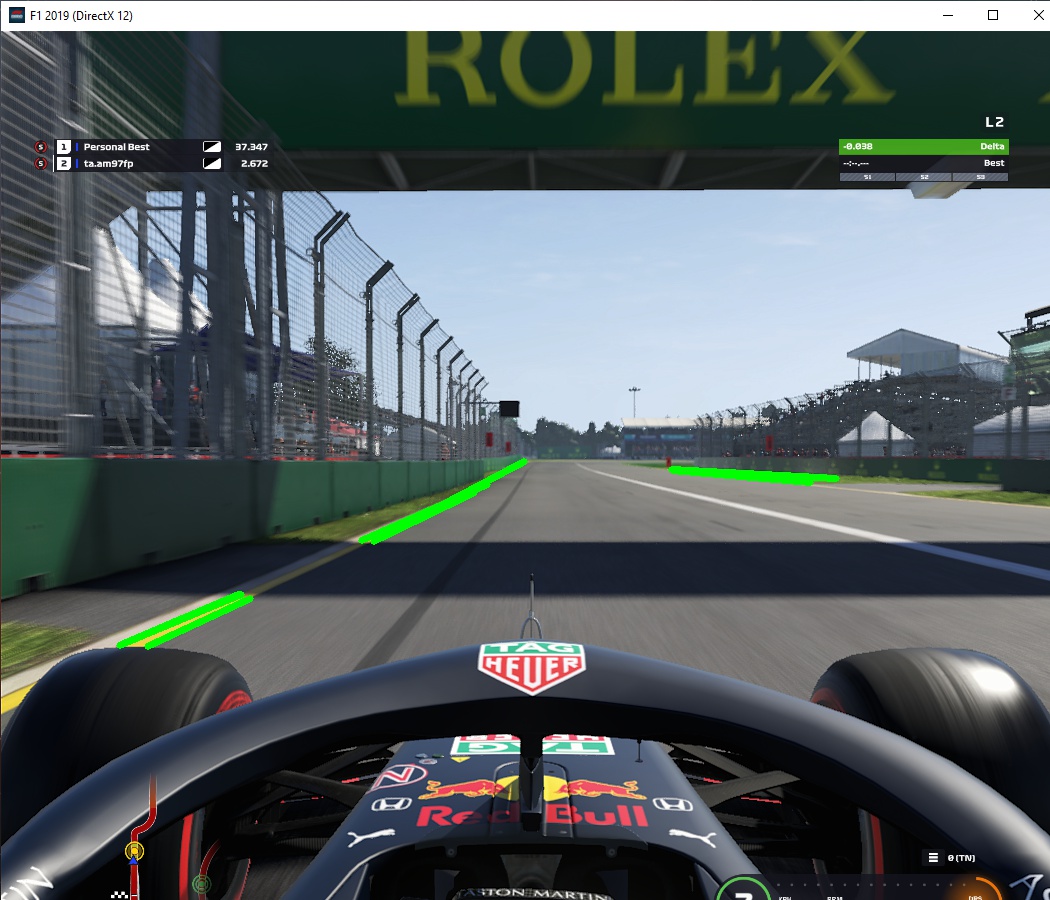 F1 2019 (DirectX 12)
ROLEX
L2
S 1 Personal Best 37.347
S 2 ta.am97fp 2.672
-0.038 Delta
--:--.--- Best
S1 S2 S3
TAG
HEUER
TAG
Red Bull
ASTON MARTIN
0 (TN)
KPH RPM
DRS